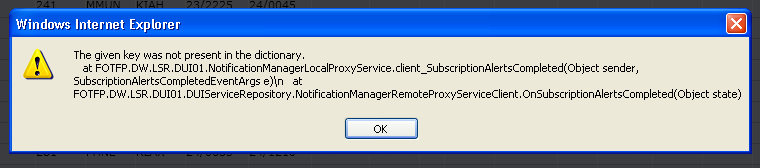 241 MMUN KIAH 23/2225 24/0045
Windows Internet Explorer
The given key was not present in the dictionary.
at FOTFP.DW.LSR.DUI01.NotificationManagerLocalProxyService.client_SubscriptionAlertsCompleted(Object sender,
SubscriptionAlertsCompletedEventArgs e)\n at
FOTFP.DW.LSR.DUI01.DUIServiceRepository.NotificationManagerRemoteProxyServiceClient.OnSubscriptionAlertsCompleted(Object state)
OK